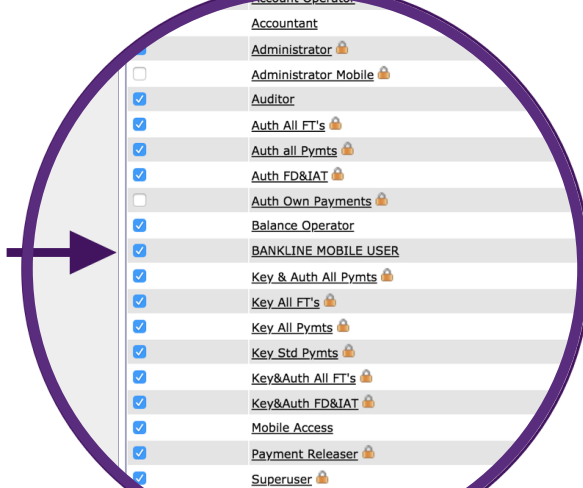 Account Operator
Accountant
Administrator
Administrator Mobile
Auditor
Auth All FT's
Auth all Pymts
Auth FD&IAT
Auth Own Payments
Balance Operator
BANKLINE MOBILE USER
Key & Auth All Pymts
Key All FT's
Key All Pymts
Key Std Pymts
Key&Auth All FT's
Key&Auth FD&IAT
Mobile Access
Payment Releaser
Superuser